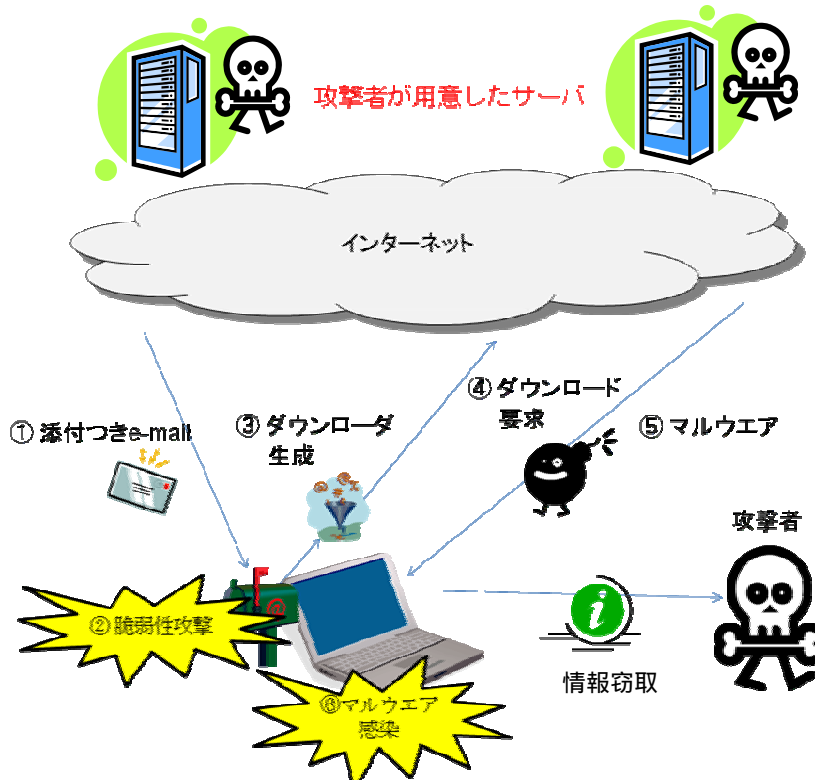 攻撃者が用意したサーバ
インターネット
① 添付つきe-mail
③ ダウンローダ
生成
④ ダウンロード
要求
⑤ マルウエア
攻撃者
@
② 脆弱性攻撃
i
情報窃取
⑥マルウエア
感染